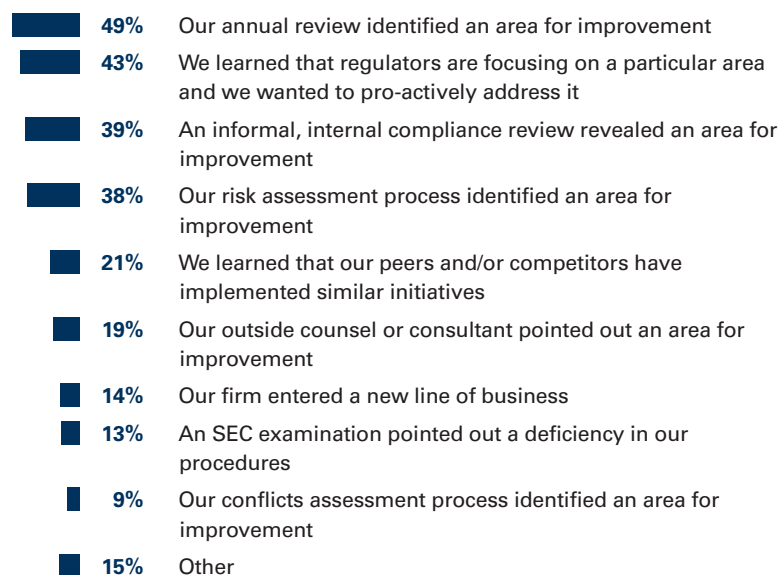 49% Our annual review identified an area for improvement
43% We learned that regulators are focusing on a particular area
and we wanted to pro-actively address it
39% An informal, internal compliance review revealed an area for
improvement
38% Our risk assessment process identified an area for
improvement
21% We learned that our peers and/or competitors have
implemented similar initiatives
19% Our outside counsel or consultant pointed out an area for
improvement
14% Our firm entered a new line of business
13% An SEC examination pointed out a deficiency in our
procedures
9% Our conflicts assessment process identified an area for
improvement
15% Other